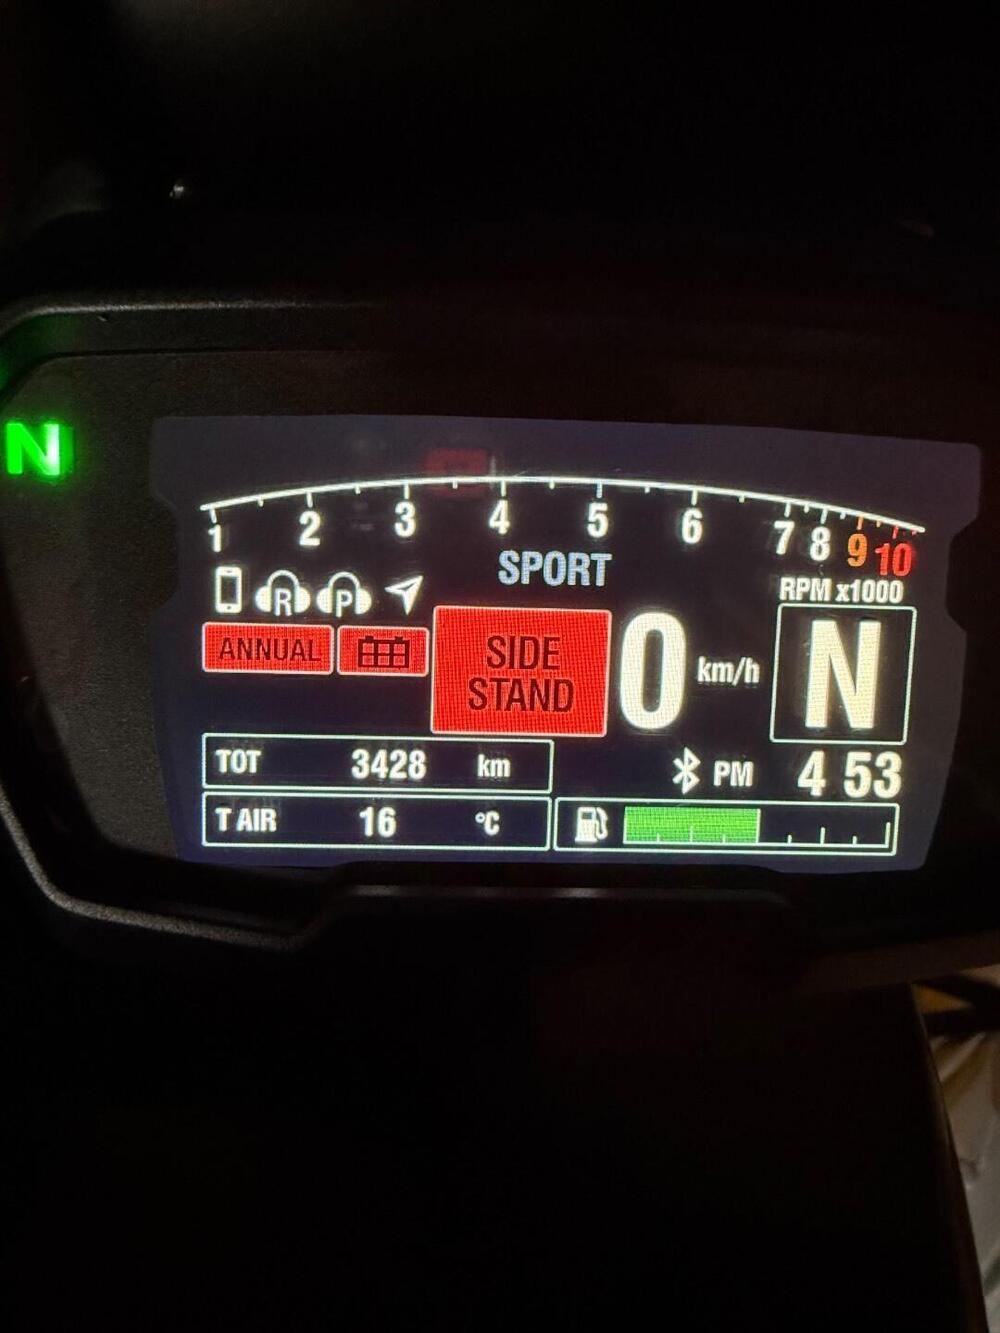 N
1 2 3 4 5 6 7 8 9 10
SPORT
RPM x1000
R P
ANNUAL
SIDE
STAND
0 km/h
N
TOT 3428 km
PM 4 53
T AIR 16 °C